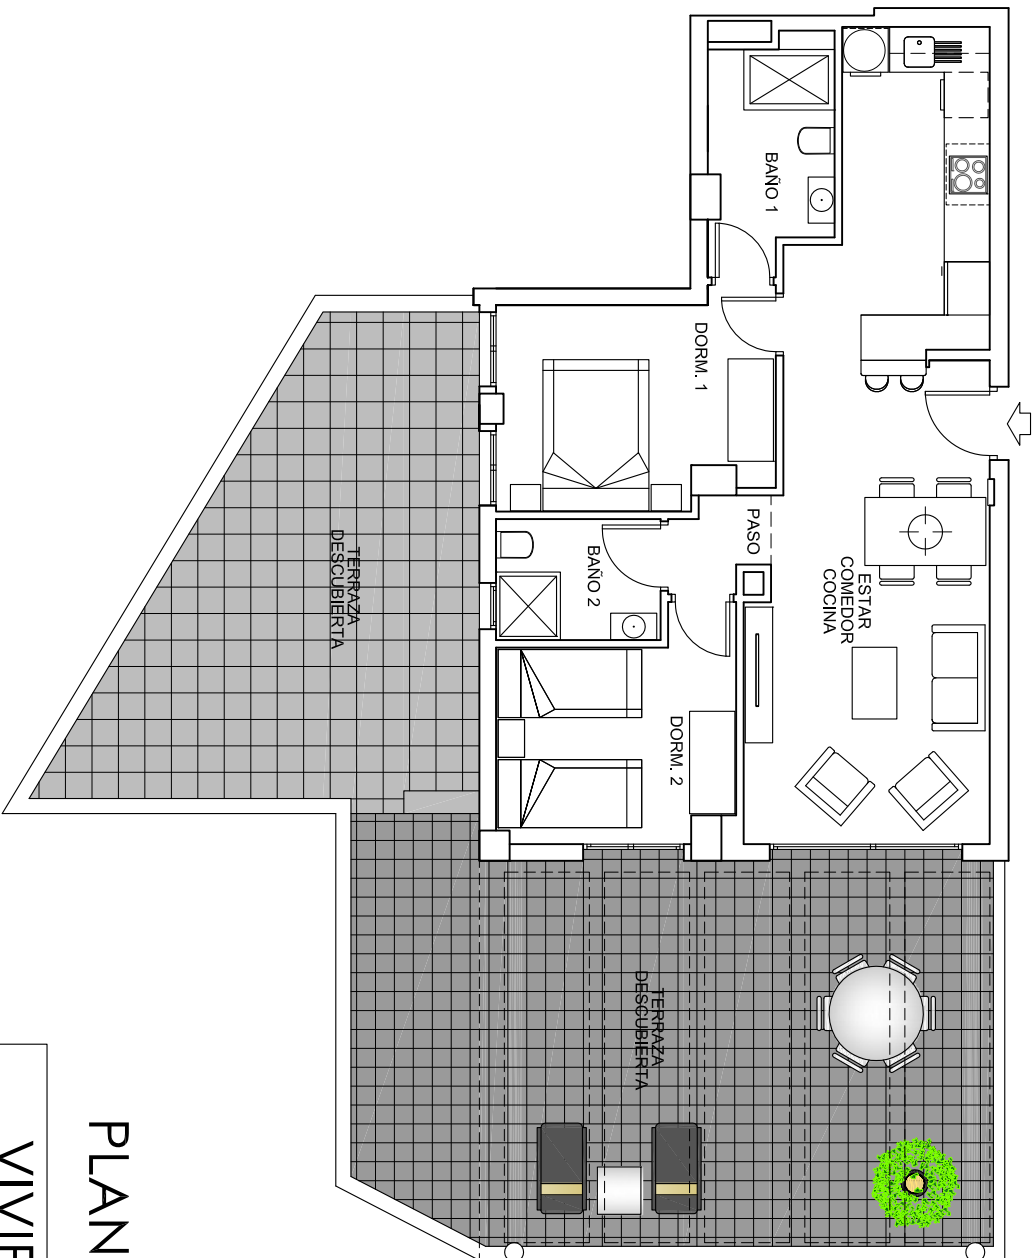 BAÑO 1
DORM. 1
PASO
ESTAR
COMEDOR
COCINA
BAÑO 2
DORM. 2
TERRAZA
DESCUBIERTA
TERRAZA
DESCUBIERTA
PLAN